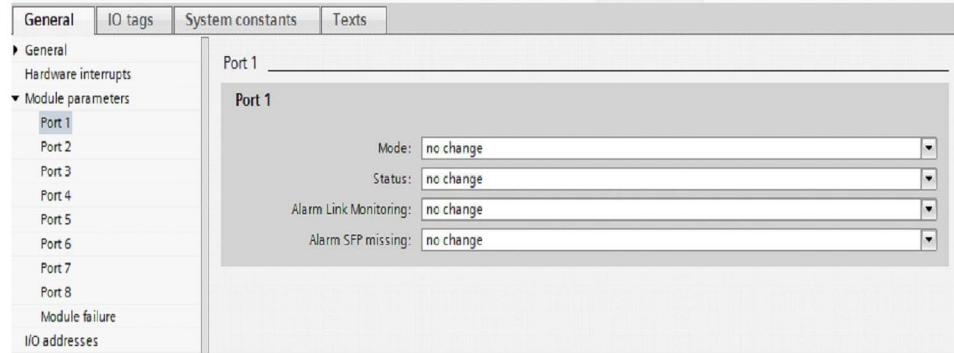 General IO tags System constants Texts
General
Hardware interrupts
Module parameters
Port 1
Port 2
Port 3
Port 4
Port 5
Port 6
Port 7
Port 8
Module failure
I/O addresses
Port 1
Port 1
Mode: no change
Status: no change
Alarm Link Monitoring: no change
Alarm SFP missing: no change